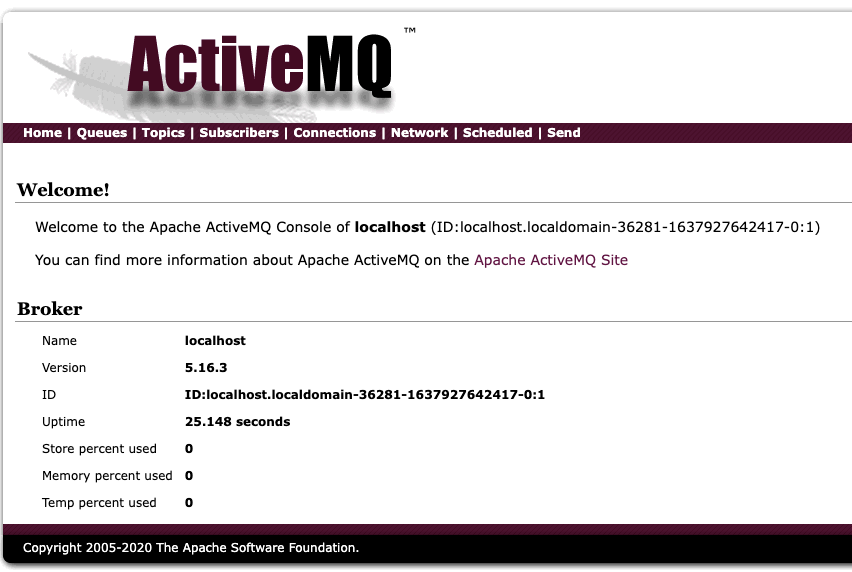 ActiveMQ ™
Home | Queues | Topics | Subscribers | Connections | Network | Scheduled | Send
Welcome!
Welcome to the Apache ActiveMQ Console of localhost (ID:localhost.localdomain-36281-1637927642417-0:1)
You can find more information about Apache ActiveMQ on the Apache ActiveMQ Site
Broker
Name localhost
Version 5.16.3
ID ID:localhost.localdomain-36281-1637927642417-0:1
Uptime 25.148 seconds
Store percent used 0
Memory percent used 0
Temp percent used 0
Copyright 2005-2020 The Apache Software Foundation.